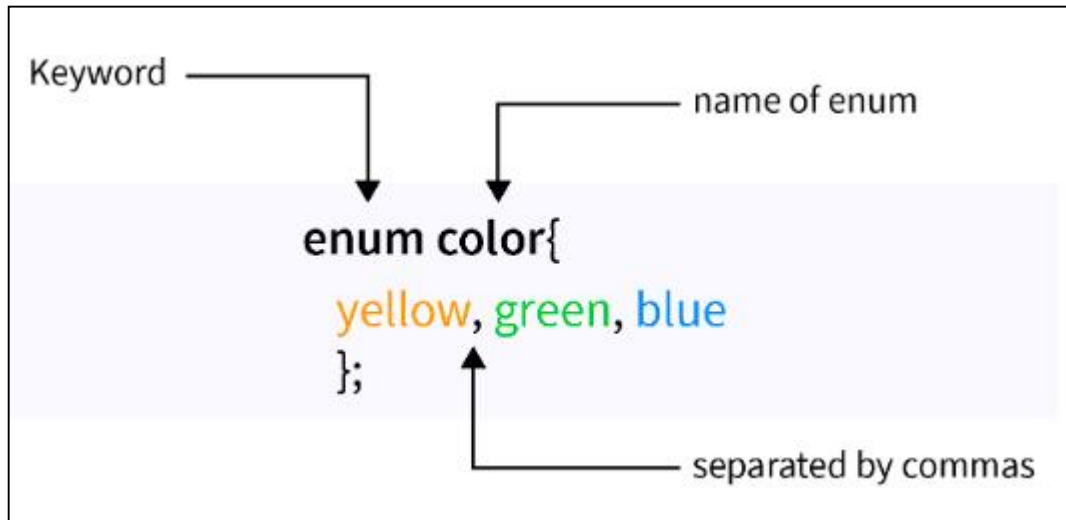 Keyword
name of enum
enum color{
yellow, green, blue
};
separated by commas